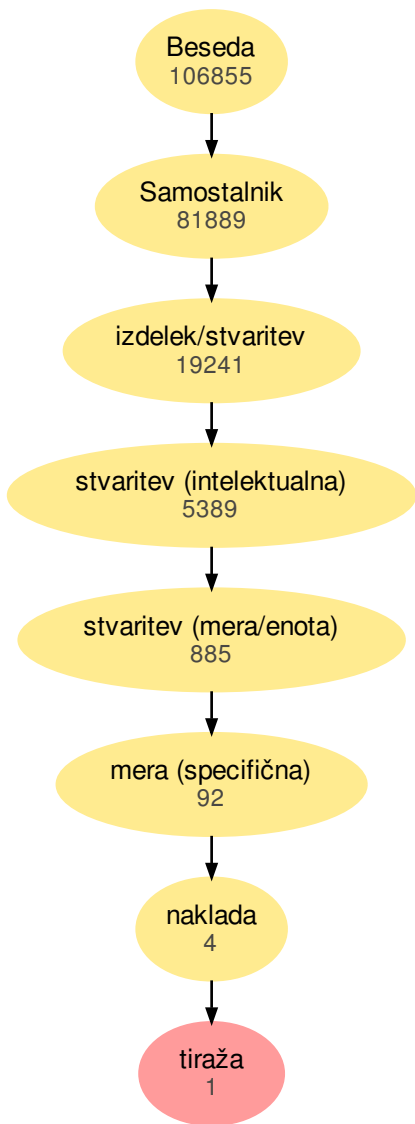 Beseda
106855
Samostalnik
81889
izdelek/stvaritev
19241
stvaritev (intelektualna)
5389
stvaritev (mera/enota)
885
mera (specifična)
92
naklada
4
tiraža
1